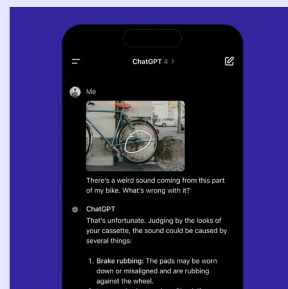 ChatGPT 4 >
Me
There's a weird sound coming from this part
of my bike. What's wrong with it?
ChatGPT
That's unfortunate. Judging by the looks of
your cassette, the sound could be caused by
several things:
1. Brake rubbing: The pads may be worn
down or misaligned and are rubbing
against the wheel.